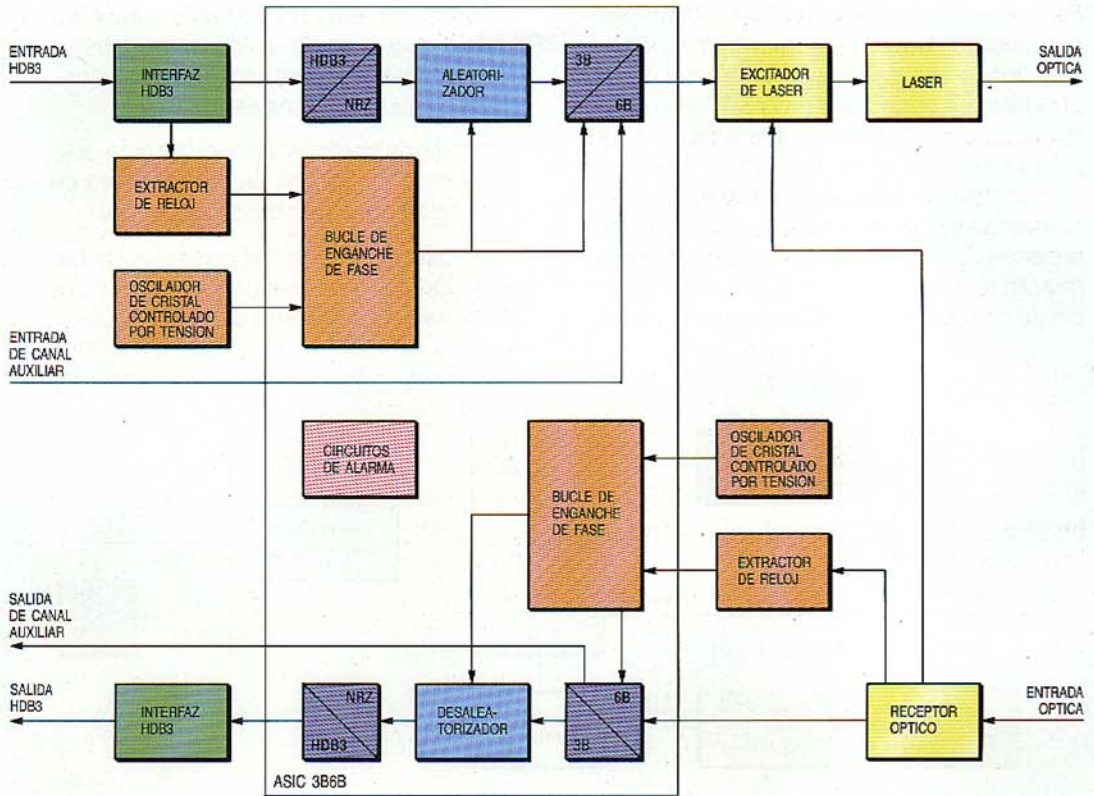 ENTRADA
HDB3
INTERFAZ
HDB3
HDB3
NRZ
ALEATORI-
ZADOR
3B
6B
EXCITADOR
DE LASER
LASER
SALIDA
OPTICA
EXTRACTOR
DE RELOJ
BUCLE DE
ENGANCHE
DE FASE
OSCILADOR
DE CRISTAL
CONTROLADO
POR TENSION
ENTRADA
DE CANAL
AUXILIAR
CIRCUITOS
DE ALARMA
BUCLE DE
ENGANCHE
DE FASE
OSCILADOR
DE CRISTAL
CONTROLADO
POR TENSION
EXTRACTOR
DE RELOJ
SALIDA
DE CANAL
AUXILIAR
SALIDA
HDB3
INTERFAZ
HDB3
NRZ
HDB3
DESALEA-
TORIZADOR
6B
3B
RECEPTOR
OPTICO
ENTRADA
OPTICA
ASIC 3B6B